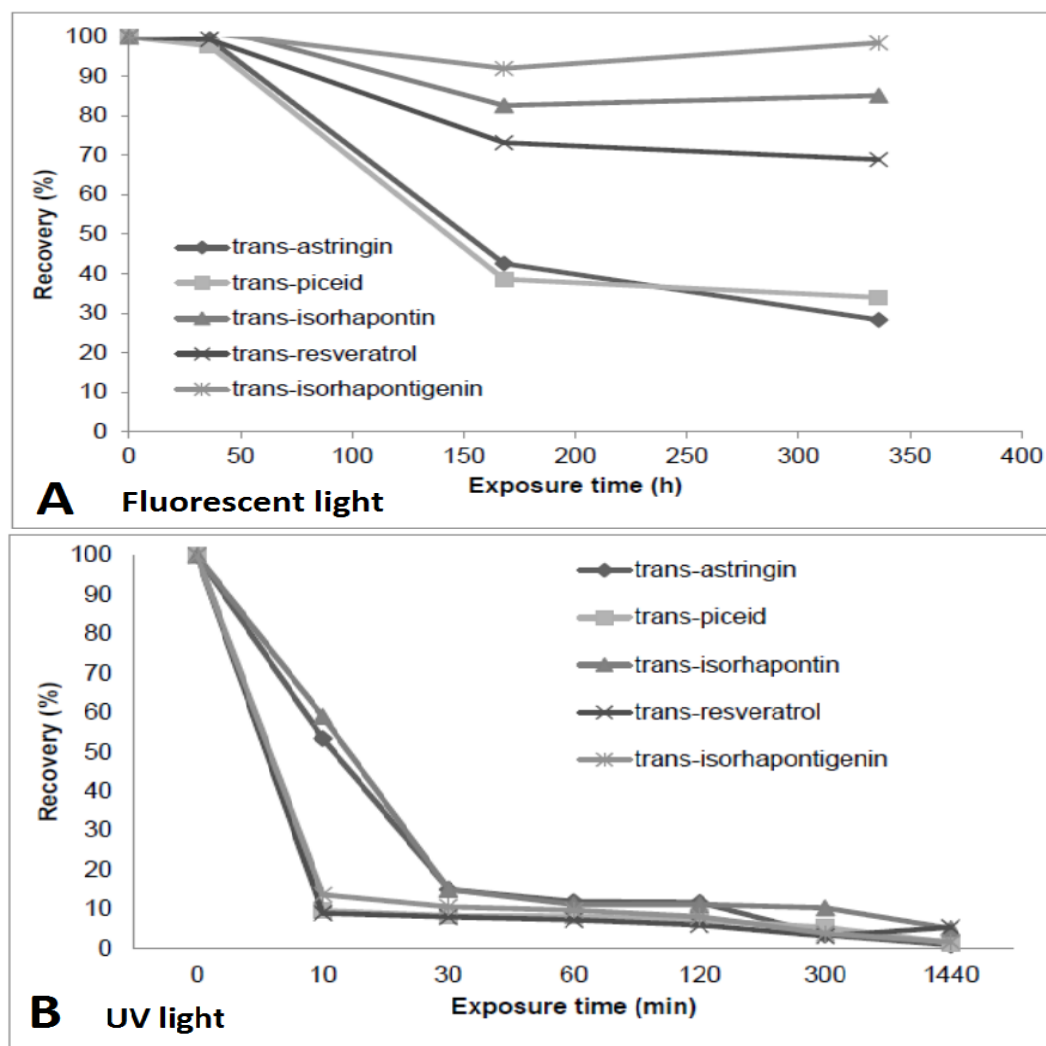 100
90
80
70
60
50
40
30
20
10
0
Recovery (%)
trans-astringin
trans-piceid
trans-isorhapontin
trans-resveratrol
trans-isorhapontigenin
0 50 100 150 200 250 300 350 400
Exposure time (h)
A Fluorescent light
100
90
80
70
60
50
40
30
20
10
0
Recovery (%)
trans-astringin
trans-piceid
trans-isorhapontin
trans-resveratrol
trans-isorhapontigenin
0 10 30 60 120 300 1440
Exposure time (min)
B UV light